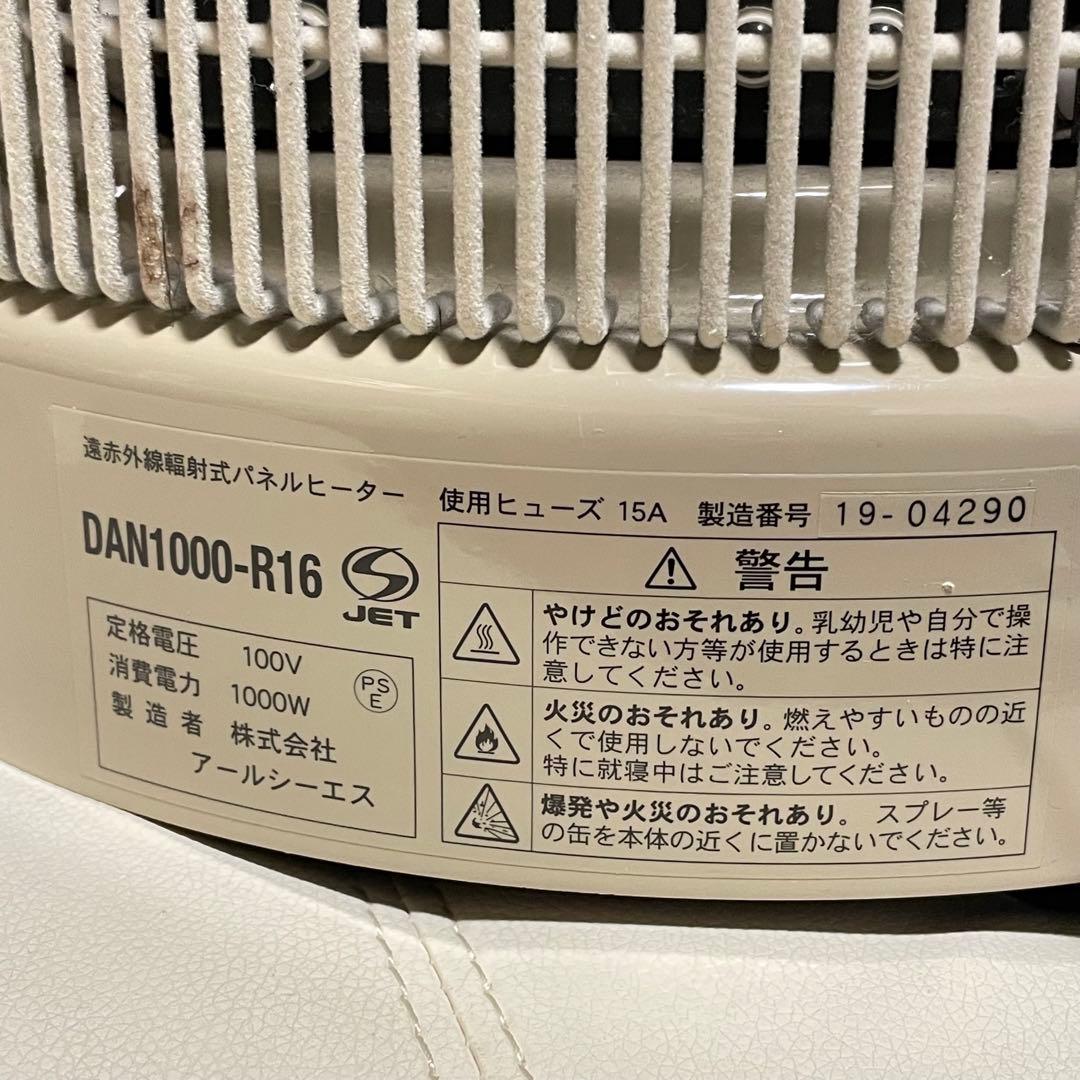 遠赤外線輻射式パネルヒーター
DAN1000-R16
JET
定格電圧 100V
消費電力 1000W
製造者 株式会社
アールシーエス
PS
E
使用ヒューズ 15A 製造番号 19-04290
警告
やけどのおそれあり。乳幼児や自分で操
作できない方等が使用するときは特に注
意してください。
火災のおそれあり。燃えやすいものの近
くで使用しないでください。
特に就寝中はご注意してください。
爆発や火災のおそれあり。 スプレー等
の缶を本体の近くに置かないでください。